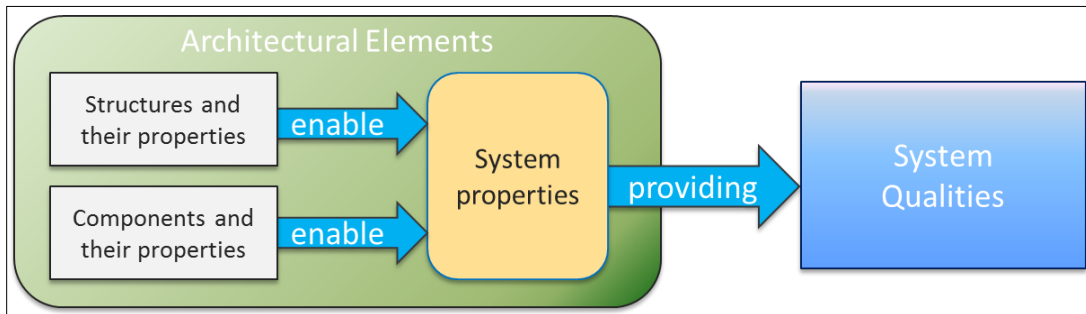 Architectural Elements
Structures and
their properties
enable
Components and
their properties
enable
System
properties
providing
System
Qualities